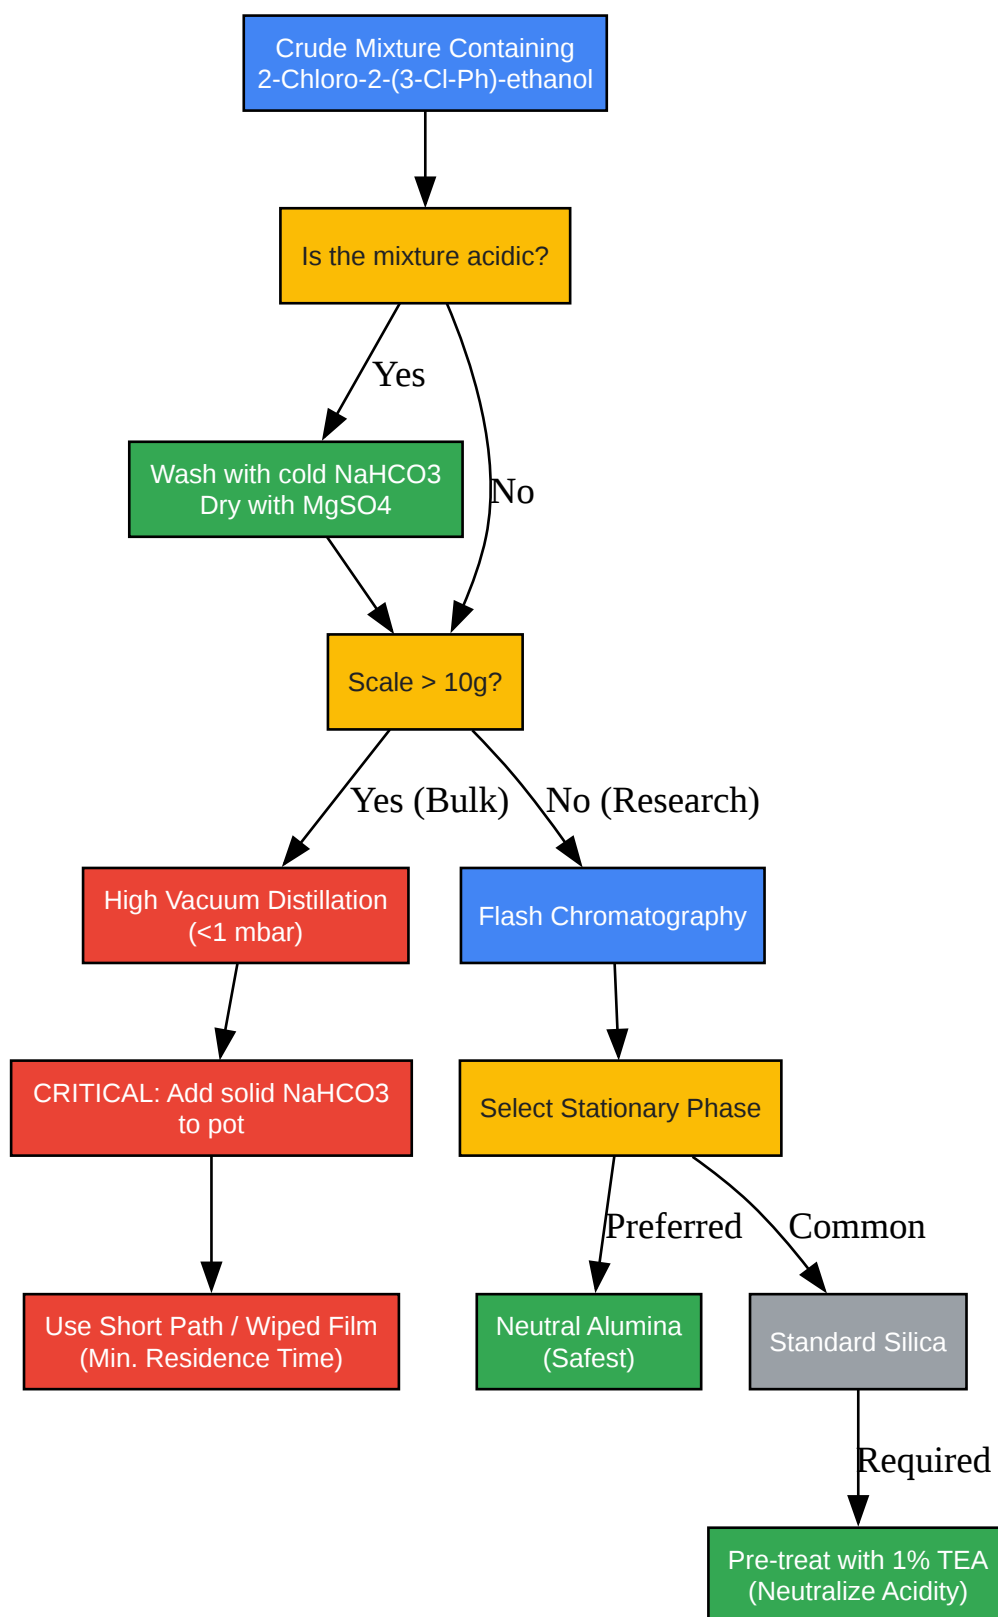 Crude Mixture Containing
2-Chloro-2-(3-Cl-Ph)-ethanol
Is the mixture acidic?
Yes
Wash with cold NaHCO3
Dry with MgSO4
No
Scale > 10g?
Yes (Bulk)
No (Research)
High Vacuum Distillation
(<1 mbar)
Flash Chromatography
CRITICAL: Add solid NaHCO3
to pot
Select Stationary Phase
Preferred
Common
Use Short Path / Wiped Film
(Min. Residence Time)
Neutral Alumina
(Safest)
Standard Silica
Required
Pre-treat with 1% TEA
(Neutralize Acidity)